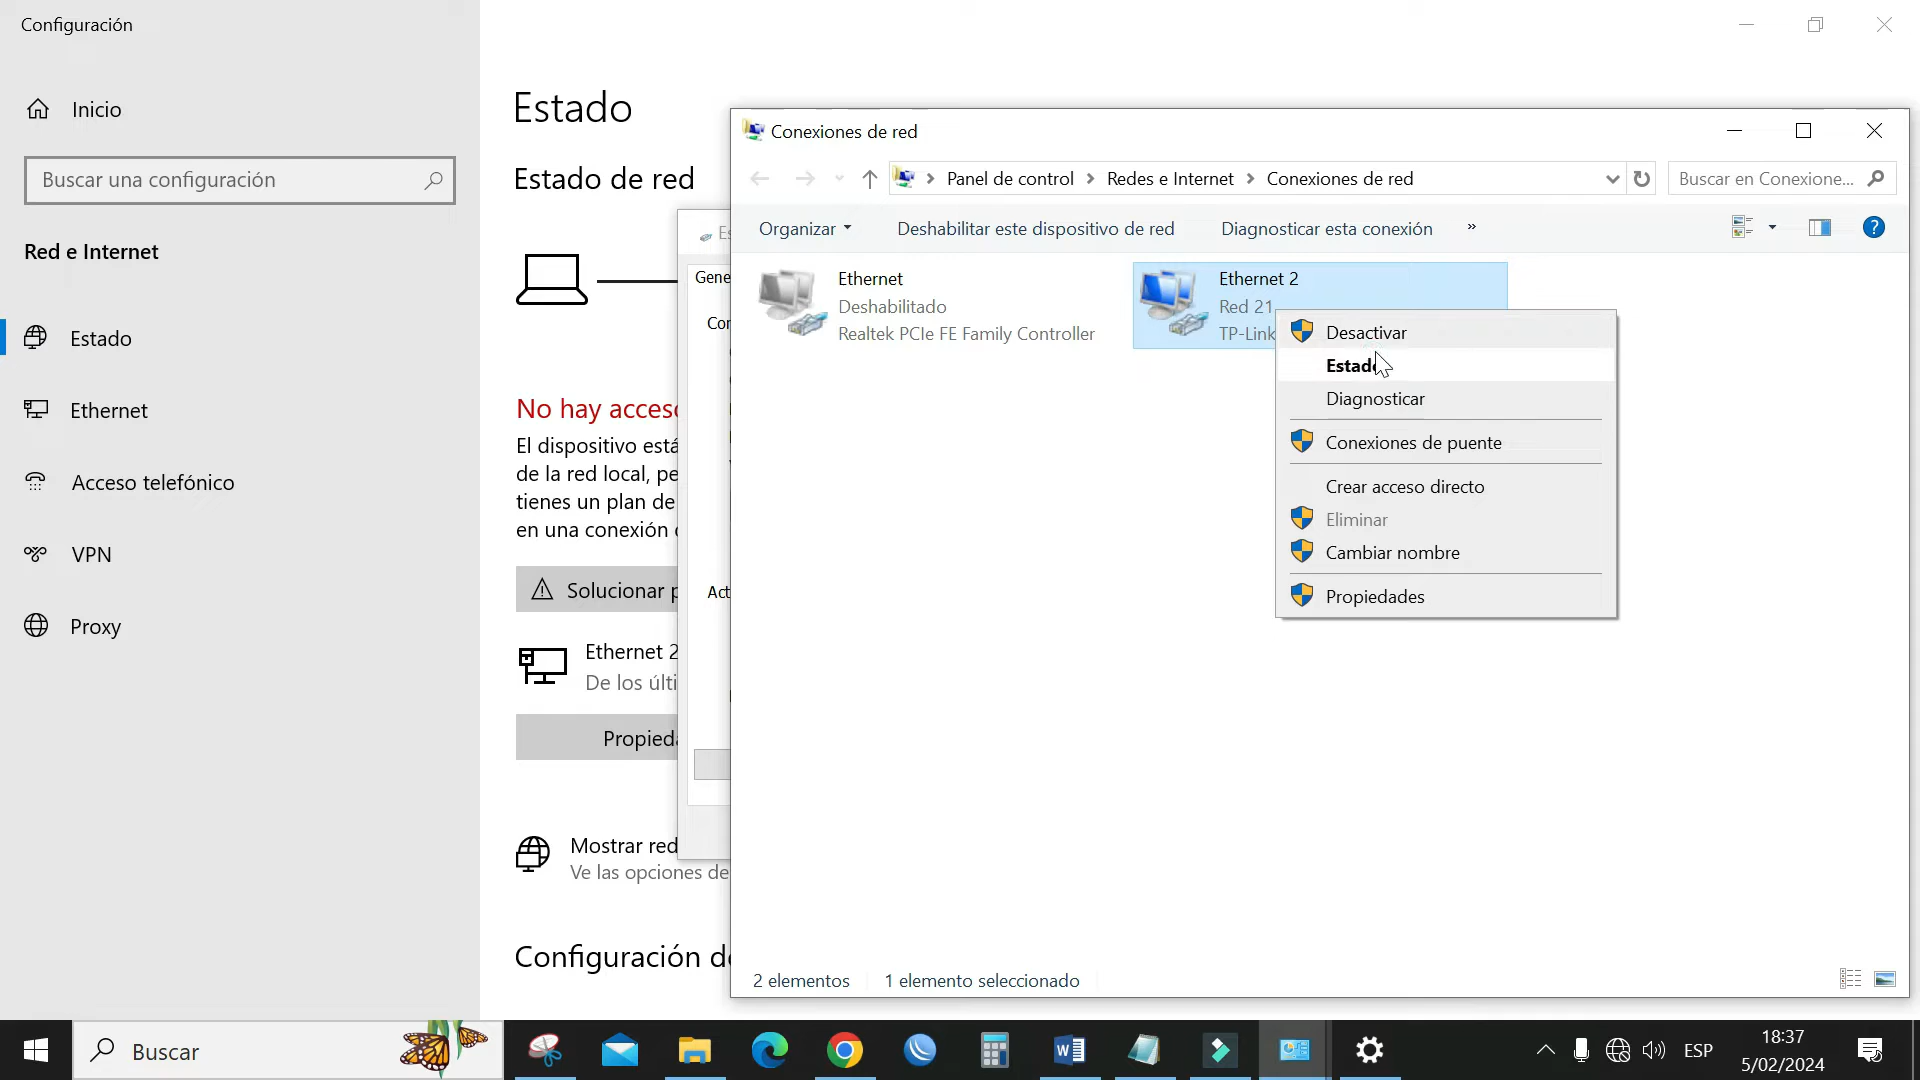 Configuración
Inicio
Buscar una configuración
Red e Internet
Estado
Ethernet
Acceso telefónico
VPN
Proxy
Estado
Estado de red
No hay acceso
El dispositivo está
de la red local, pe
tienes un plan de
en una conexión
Solucionar p
Ethernet 2
De los últi
Propieda
Mostrar red
Ve las opciones de
Configuración de
Es
Gene
Con
Act
Conexiones de red
Panel de control
Redes e Internet
Conexiones de red
Buscar en Conexione...
Organizar
Deshabilitar este dispositivo de red
Diagnosticar esta conexión
»
Ethernet
Deshabilitado
Realtek PCIe FE Family Controller
Ethernet 2
Red 21
TP-Link
Desactivar
Estado
Diagnosticar
Conexiones de puente
Crear acceso directo
Eliminar
Cambiar nombre
Propiedades
2 elementos
1 elemento seleccionado
Buscar
ESP
18:37
5/02/2024